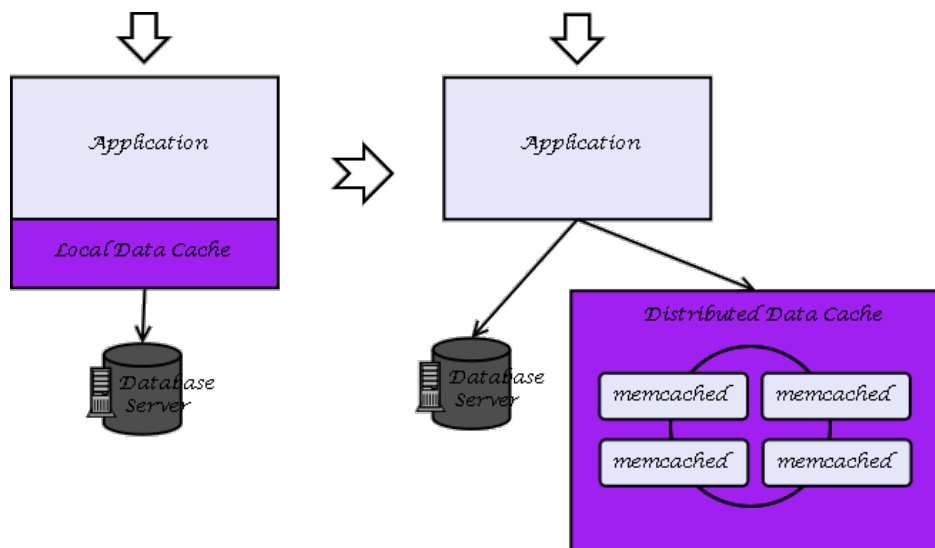 Application
Local Data Cache
Database
Server
Application
Database
Server
Distributed Data Cache
memcached
memcached
memcached
memcached